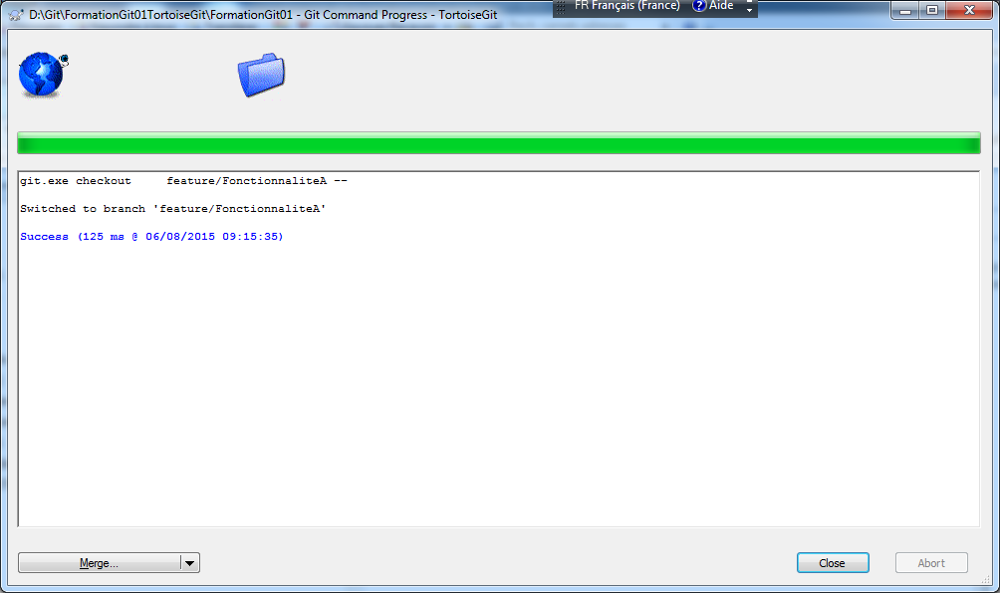 D:\Git\FormationGit01TortoiseGit\FormationGit01 - Git Command Progress - TortoiseGit
FR Français (France) ? Aide
git.exe checkout     feature/FonctionnaliteA --
Switched to branch 'feature/FonctionnaliteA'
Success (125 ms @ 06/08/2015 09:15:35)
Merge...
Close
Abort